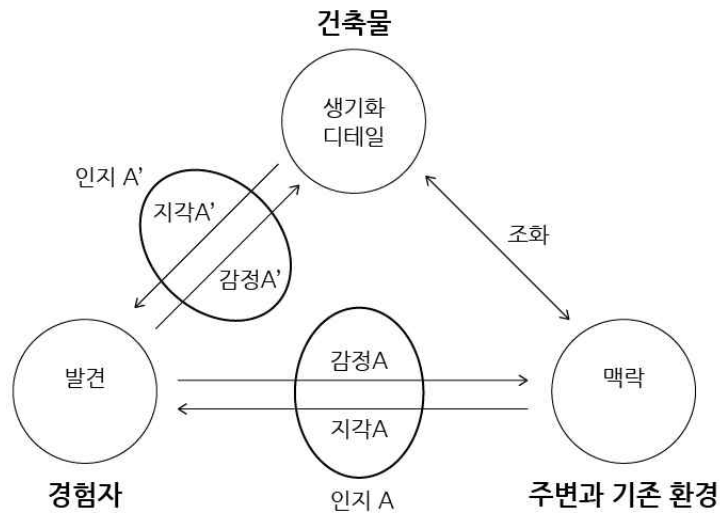 건축물
생기화
디테일
인지 A’
지각A’
감정A’
조화
발견
감정A
맥락
지각A
경험자
인지 A
주변과 기존 환경